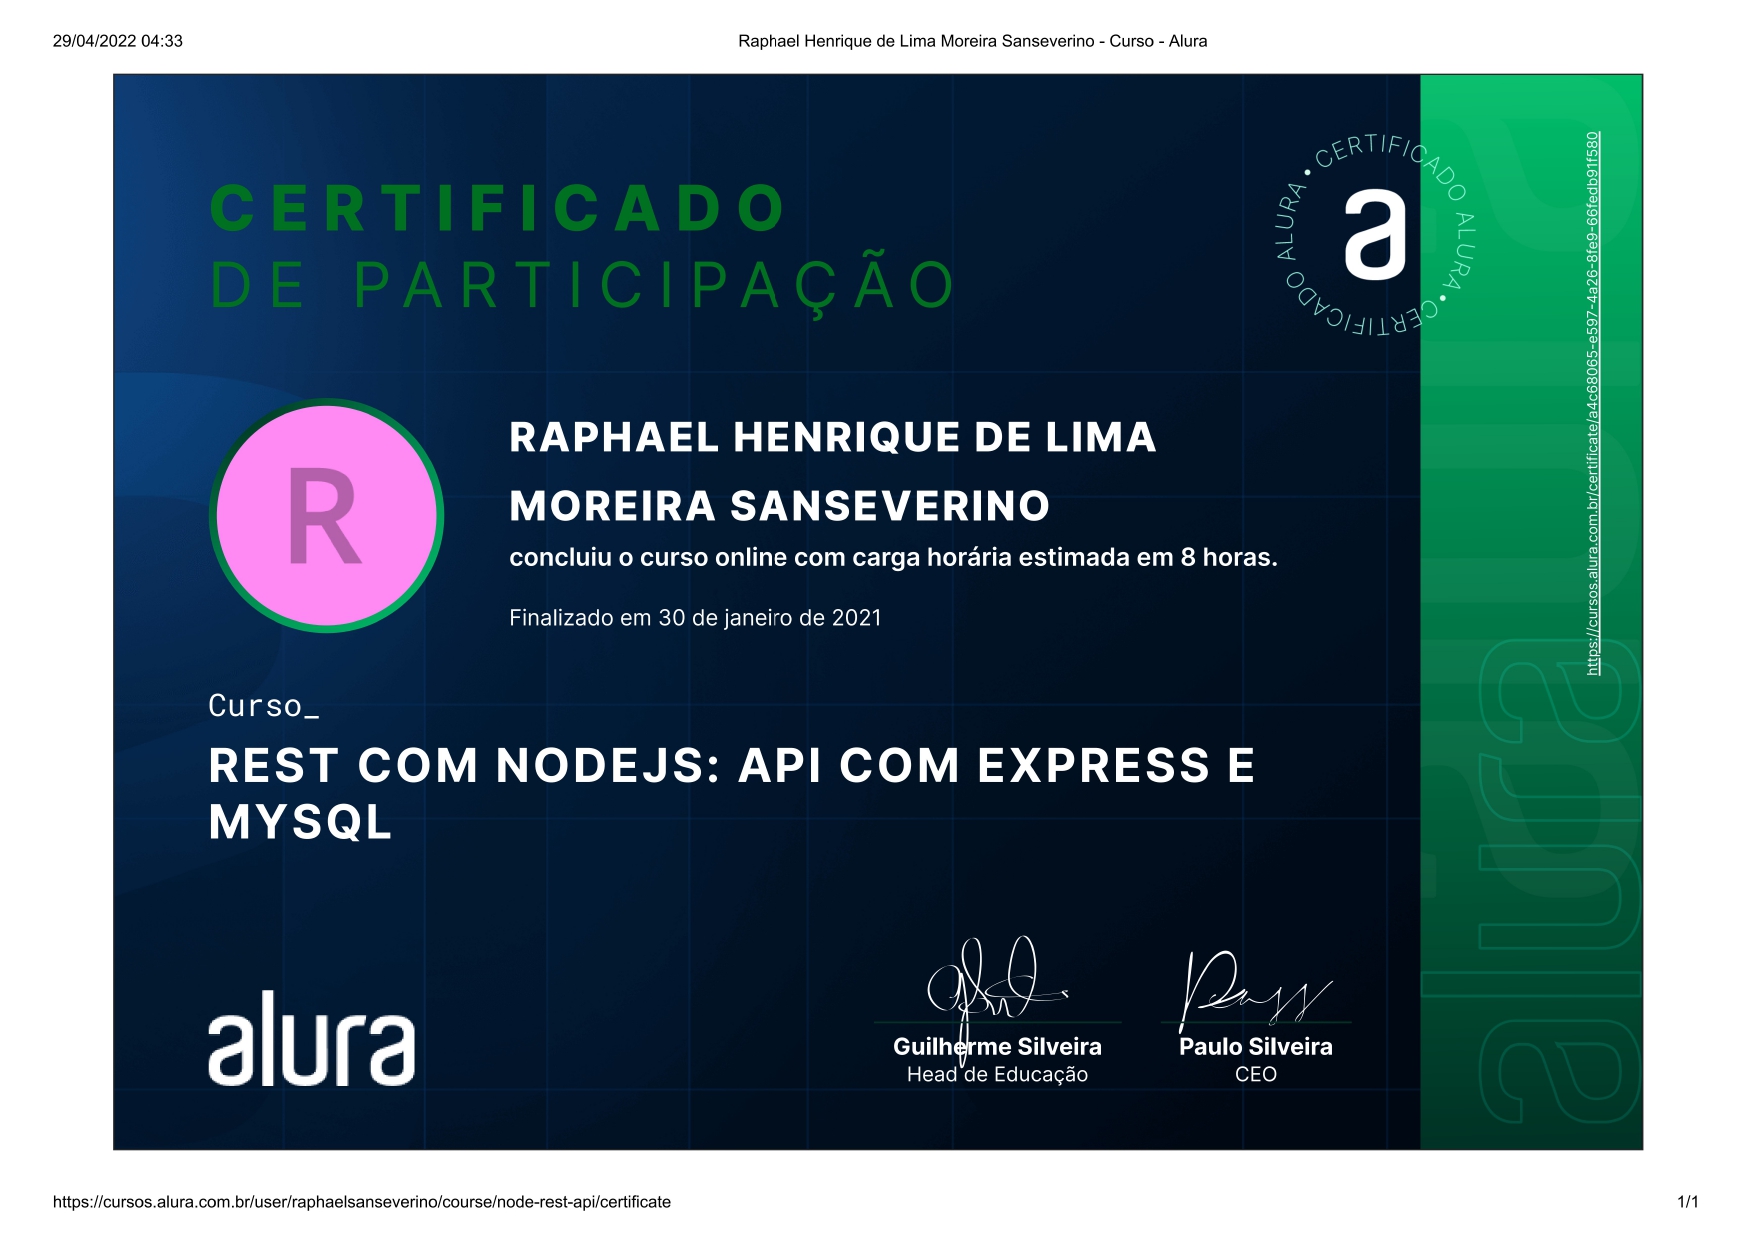 29/04/2022 04:33
Raphael Henrique de Lima Moreira Sanseverino - Curso - Alura
CERTIFICADO
DE PARTICIPAÇÃO
CERTIFICADO ALURA • CERTIFICADO ALURA •
a
https://cursos.alura.com.br/certificate/a4c68065-e597-4a26-8fe9-66fedb91f580
R
RAPHAEL HENRIQUE DE LIMA
MOREIRA SANSEVERINO
concluiu o curso online com carga horária estimada em 8 horas.
Finalizado em 30 de janeiro de 2021
Curso_
REST COM NODEJS: API COM EXPRESS E
MYSQL
alura
alura
Guilherme Silveira
Head de Educação
Paulo Silveira
CEO
https://cursos.alura.com.br/user/raphaelsanseverino/course/node-rest-api/certificate
1/1